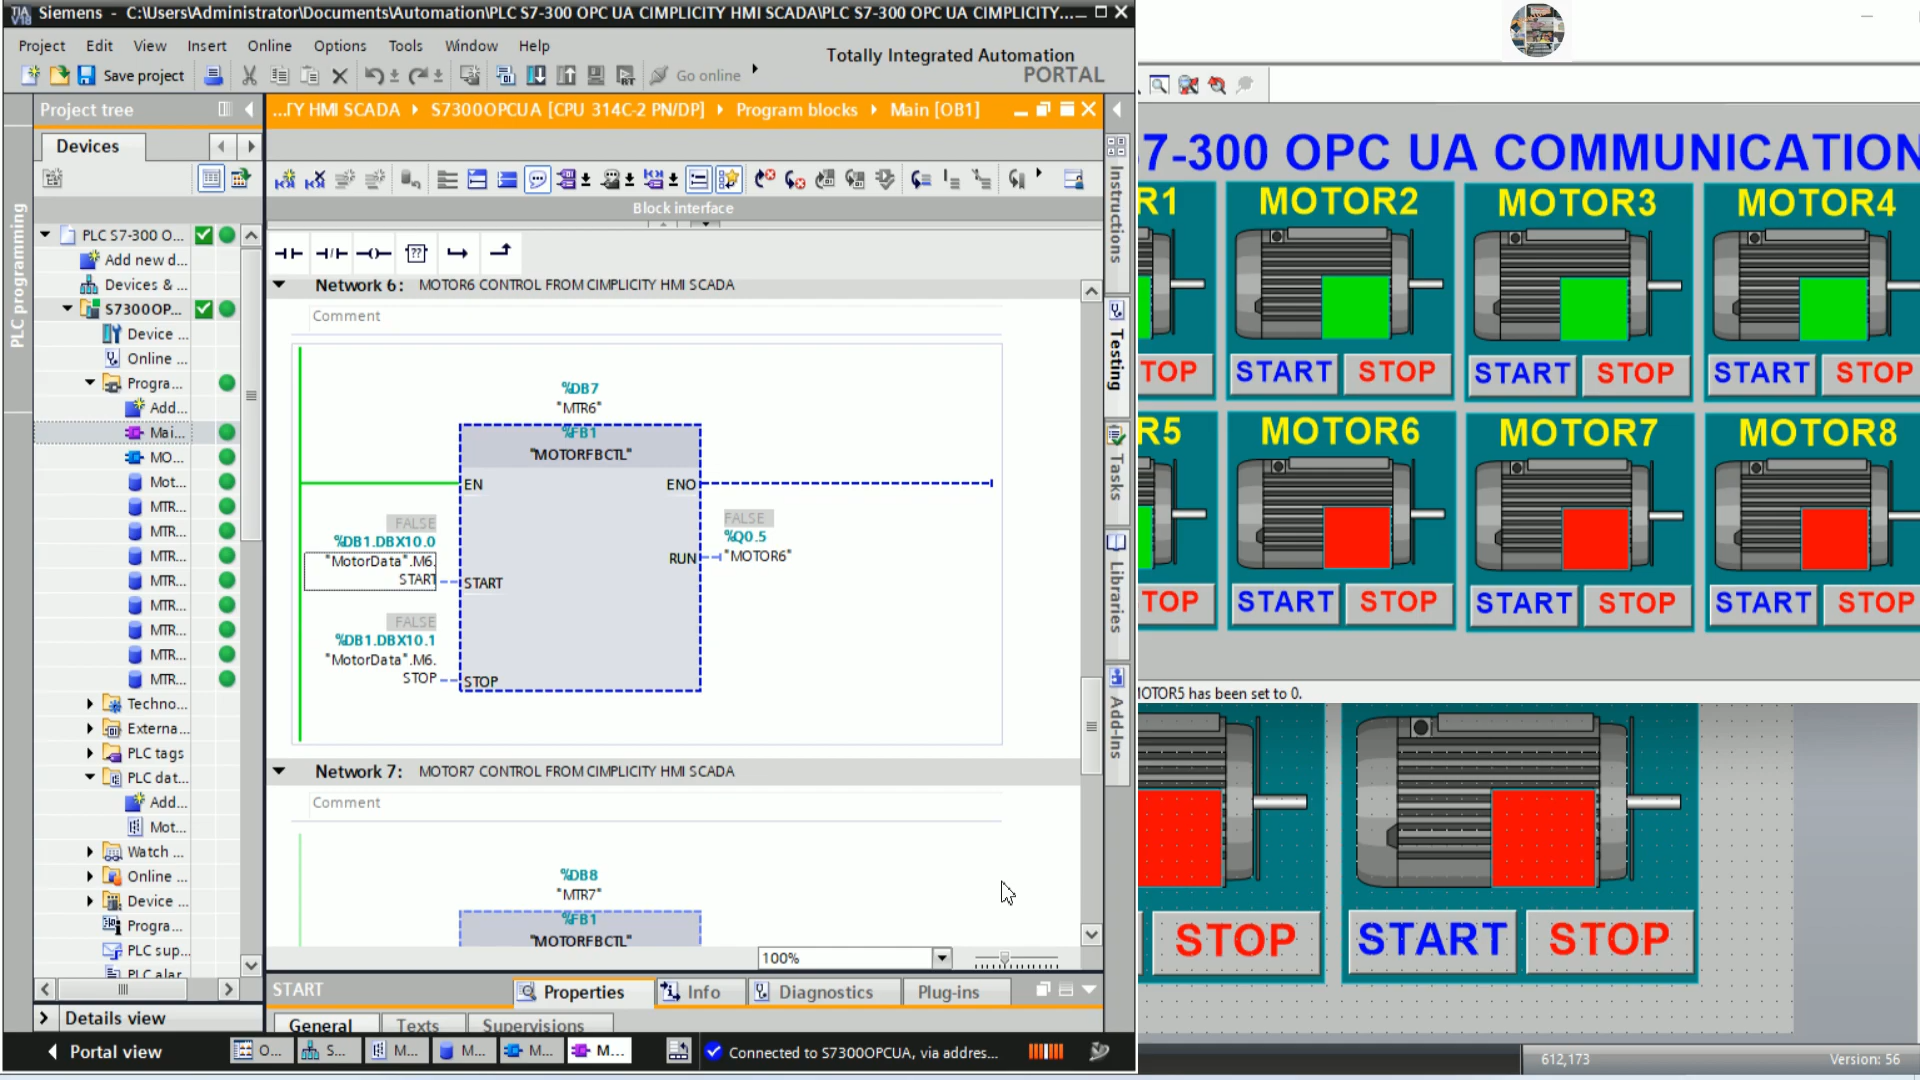 Siemens - C:\Users\Administrator\Documents\Automation\PLC S7-300 OPC UA CIMPLICITY HMI SCADA\PLC S7-300 OPC UA CIMPLICITY...
Project Edit View Insert Online Options Tools Window Help
Totally Integrated Automation
PORTAL
Save project
Go online
Project tree
...TY HMI SCADA
S7300OPCUA [CPU 314C-2 PN/DP]
Program blocks
Main [OB1]
Devices
Block interface
PLC programming
PLC S7-300 O...
Add new d...
Devices & ...
S7300OP...
Device ...
Online ...
Progra...
Add...
Mai...
MO...
Mot...
MTR...
MTR...
MTR...
MTR...
MTR...
MTR...
MTR...
MTR...
Techno...
Externa...
PLC tags
PLC dat...
Add...
Mot...
Watch ...
Online ...
Device ...
Progra...
PLC sup...
PLC alar
Details view
Portal view
Network 6: MOTOR6 CONTROL FROM CIMPLICITY HMI SCADA
Comment
%DB7
"MTR6"
%FB1
"MOTORFBCTL"
EN
ENO
FALSE
%DB1.DBX10.0
"MotorData".M6.
START
START
FALSE
%Q0.5
"MOTOR6"
RUN
FALSE
%DB1.DBX10.1
"MotorData".M6.
STOP
STOP
Network 7: MOTOR7 CONTROL FROM CIMPLICITY HMI SCADA
Comment
%DB8
"MTR7"
%FB1
"MOTORFBCTL"
100%
START
Properties
Info
Diagnostics
Plug-ins
General
Texts
Supervisions
O...
S...
M...
M...
M...
M...
Connected to S7300OPCUA, via addres...
Instructions
Testing
Tasks
Libraries
Add-Ins
S7-300 OPC UA COMMUNICATION
R1 MOTOR2 MOTOR3 MOTOR4
TOP START STOP START STOP START STOP
R5 MOTOR6 MOTOR7 MOTOR8
TOP START STOP START STOP START STOP
MOTOR5 has been set to 0.
STOP START STOP
612,173
Version: 56